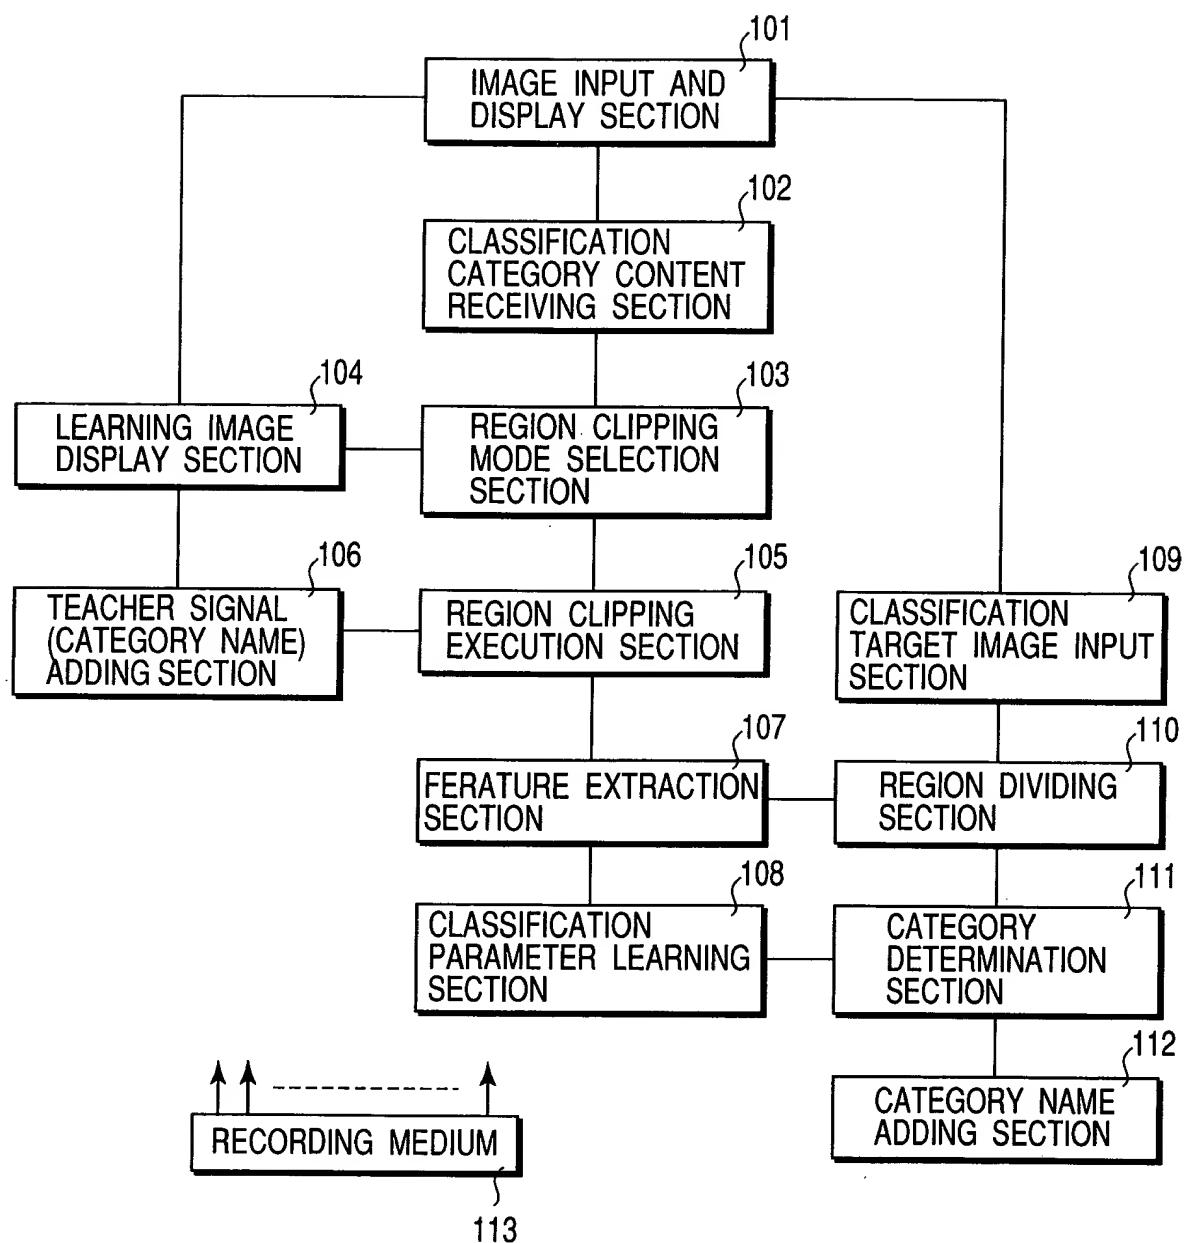 101
IMAGE INPUT AND
DISPLAY SECTION
102
CLASSIFICATION
CATEGORY CONTENT
RECEIVING SECTION
104
LEARNING IMAGE
DISPLAY SECTION
103
REGION CLIPPING
MODE SELECTION
SECTION
106
TEACHER SIGNAL
(CATEGORY NAME)
ADDING SECTION
105
REGION CLIPPING
EXECUTION SECTION
109
CLASSIFICATION
TARGET IMAGE INPUT
SECTION
107
FERATURE EXTRACTION
SECTION
110
REGION DIVIDING
SECTION
108
CLASSIFICATION
PARAMETER LEARNING
SECTION
111
CATEGORY
DETERMINATION
SECTION
112
CATEGORY NAME
ADDING SECTION
RECORDING MEDIUM
113